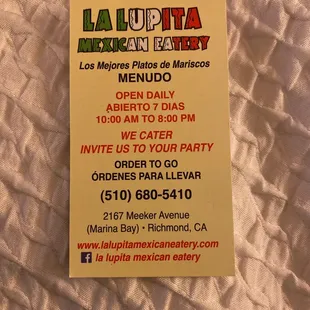 LA LUPITA
MEXICAN EATERY
Los Mejores Platos de Mariscos
MENUDO
OPEN DAILY
ABIERTO 7 DIAS
10:00 AM TO 8:00 PM
WE CATER
INVITE US TO YOUR PARTY
ORDER TO GO
ÓRDENES PARA LLEVAR
(510) 680-5410
2167 Meeker Avenue
(Marina Bay) • Richmond, CA
www.lalupitamexicaneatery.com
f la lupita mexican eatery